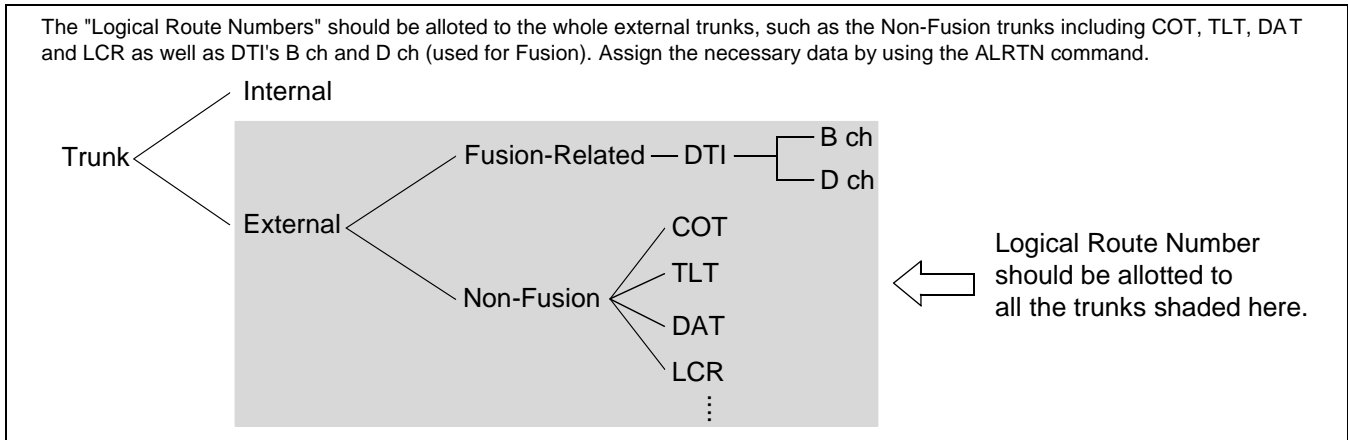 The "Logical Route Numbers" should be alloted to the whole external trunks, such as the Non-Fusion trunks including COT, TLT, DAT
and LCR as well as DTI's B ch and D ch (used for Fusion). Assign the necessary data by using the ALRTN command.
Internal
Trunk
External
Fusion-Related
DTI
B ch
D ch
Non-Fusion
COT
TLT
DAT
LCR
Logical Route Number
should be allotted to
all the trunks shaded here.